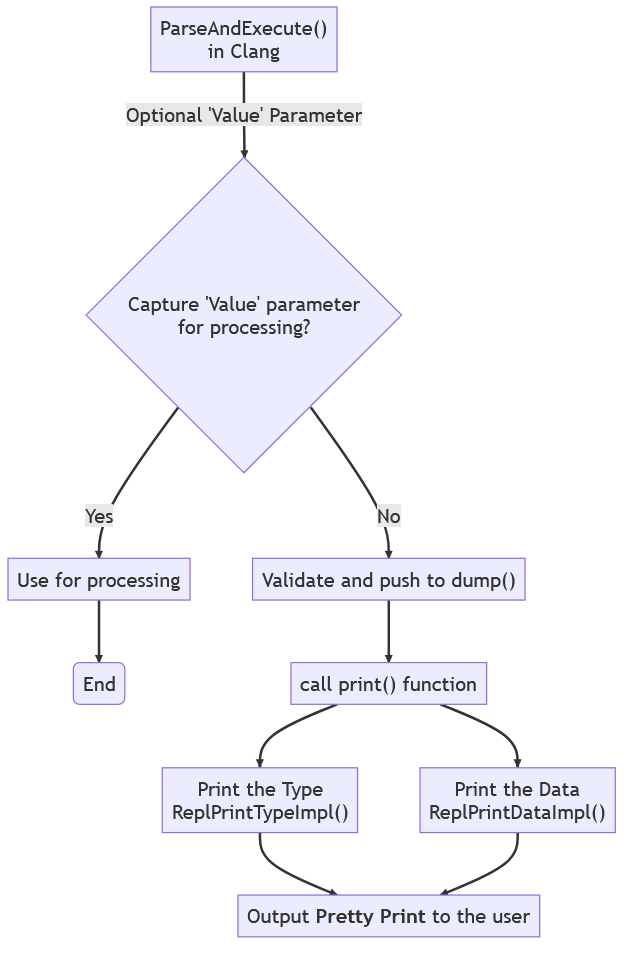 ParseAndExecute()
in Clang
Optional 'Value' Parameter
Capture 'Value' parameter
for processing?
Yes
No
Use for processing
Validate and push to dump()
End
call print() function
Print the Type
ReplPrintTypeImpl()
Print the Data
ReplPrintDataImpl()
Output Pretty Print to the user